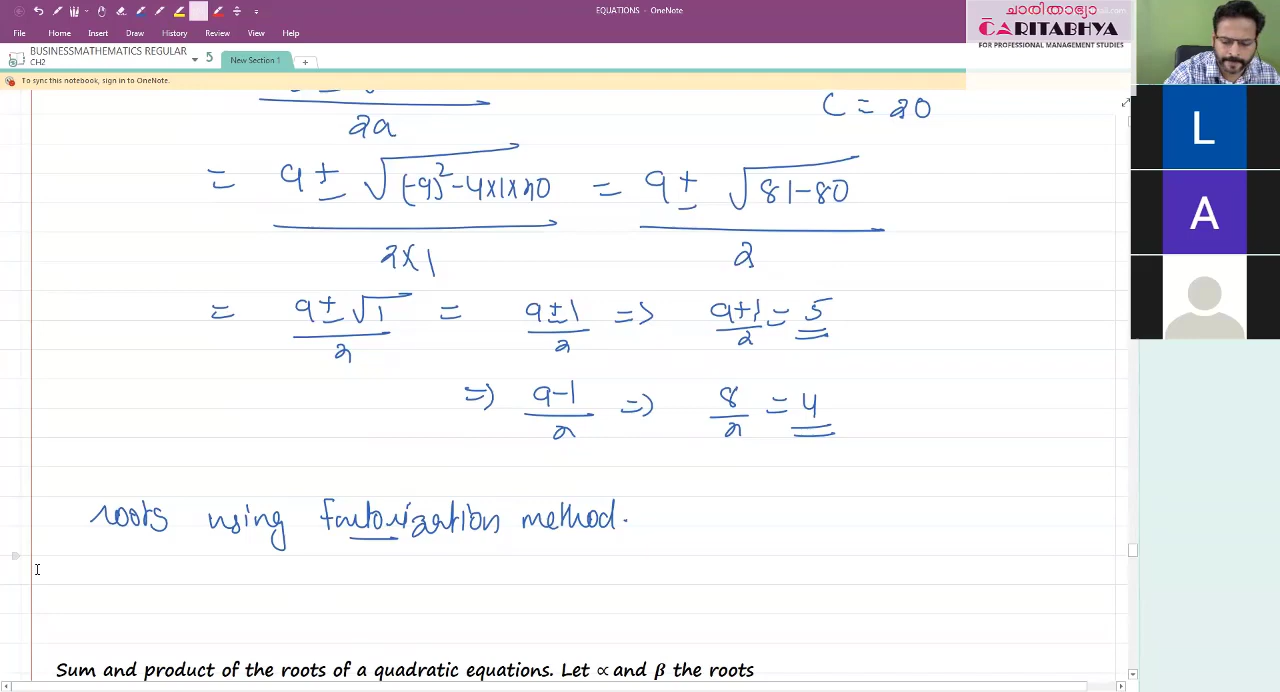 EQUATIONS - OneNote
ചാരിതാഭ്യാ
CARITABHYA
FOR PROFESSIONAL MANAGEMENT STUDIES
File Home Insert Draw History Review View Help
BUSINESSMATHEMATICS REGULAR
CH2
New Section 1
To sync this notebook, sign in to OneNote.
2a
C = 20
= 9 ± √(-9)² - 4×1×20 / 2×1 = 9 ± √81-80 / 2
= 9 ± √1 / 2 = 9 ± 1 / 2 => 9+1 / 2 = 5
=> 9-1 / 2 => 8 / 2 = 4
roots using factorization method.
Sum and product of the roots of a quadratic equations. Let ∝ and β the roots
L
A